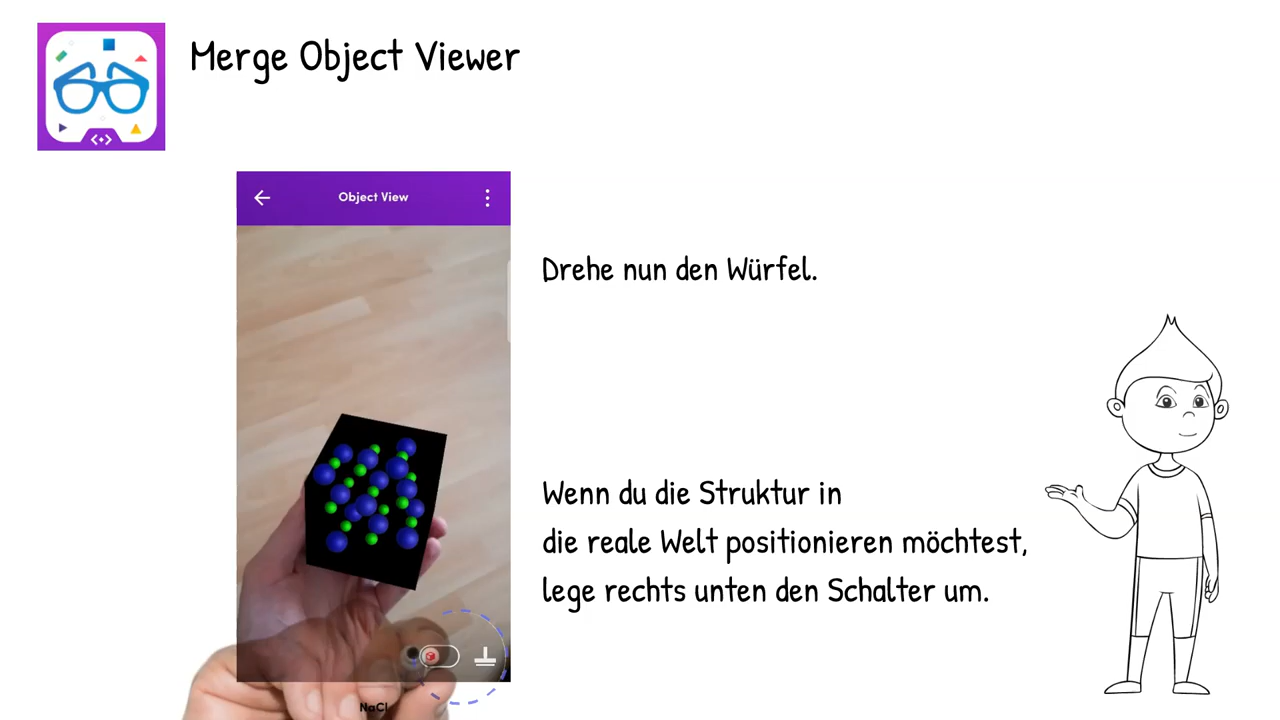 Merge Object Viewer
Object View
Drehe nun den Würfel.
Wenn du die Struktur in
die reale Welt positionieren möchtest,
lege rechts unten den Schalter um.
NaCl